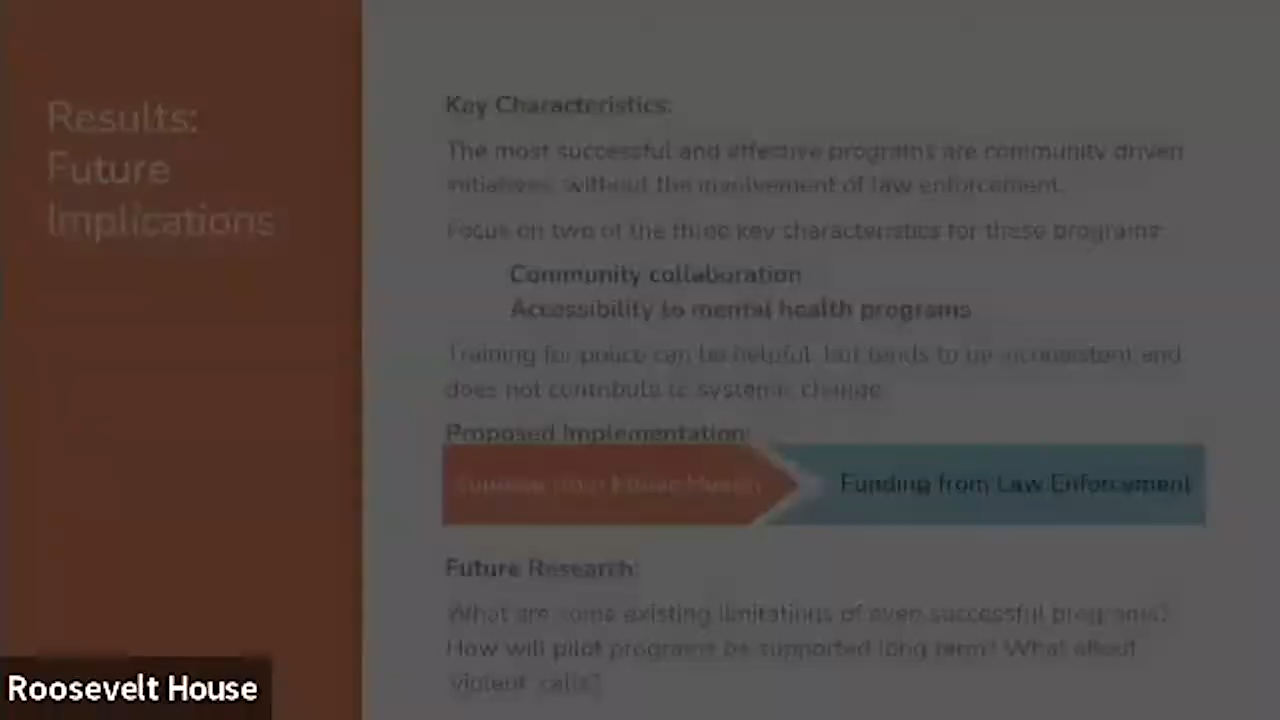 Results:
Future
Implications
Key Characteristics:
The most successful and effective programs are community driven
initiatives, without the involvement of law enforcement.
Focus on two of the three key characteristics for these programs:
Community collaboration
Accessibility to mental health programs
Training for police can be helpful, but tends to be inconsistent and
does not contribute to systemic change.
Proposed Implementation:
Funding from Law Enforcement
Future Research:
What are some existing limitations of even successful programs?
How will pilot programs be supported long term? What about
violent calls?
Roosevelt House